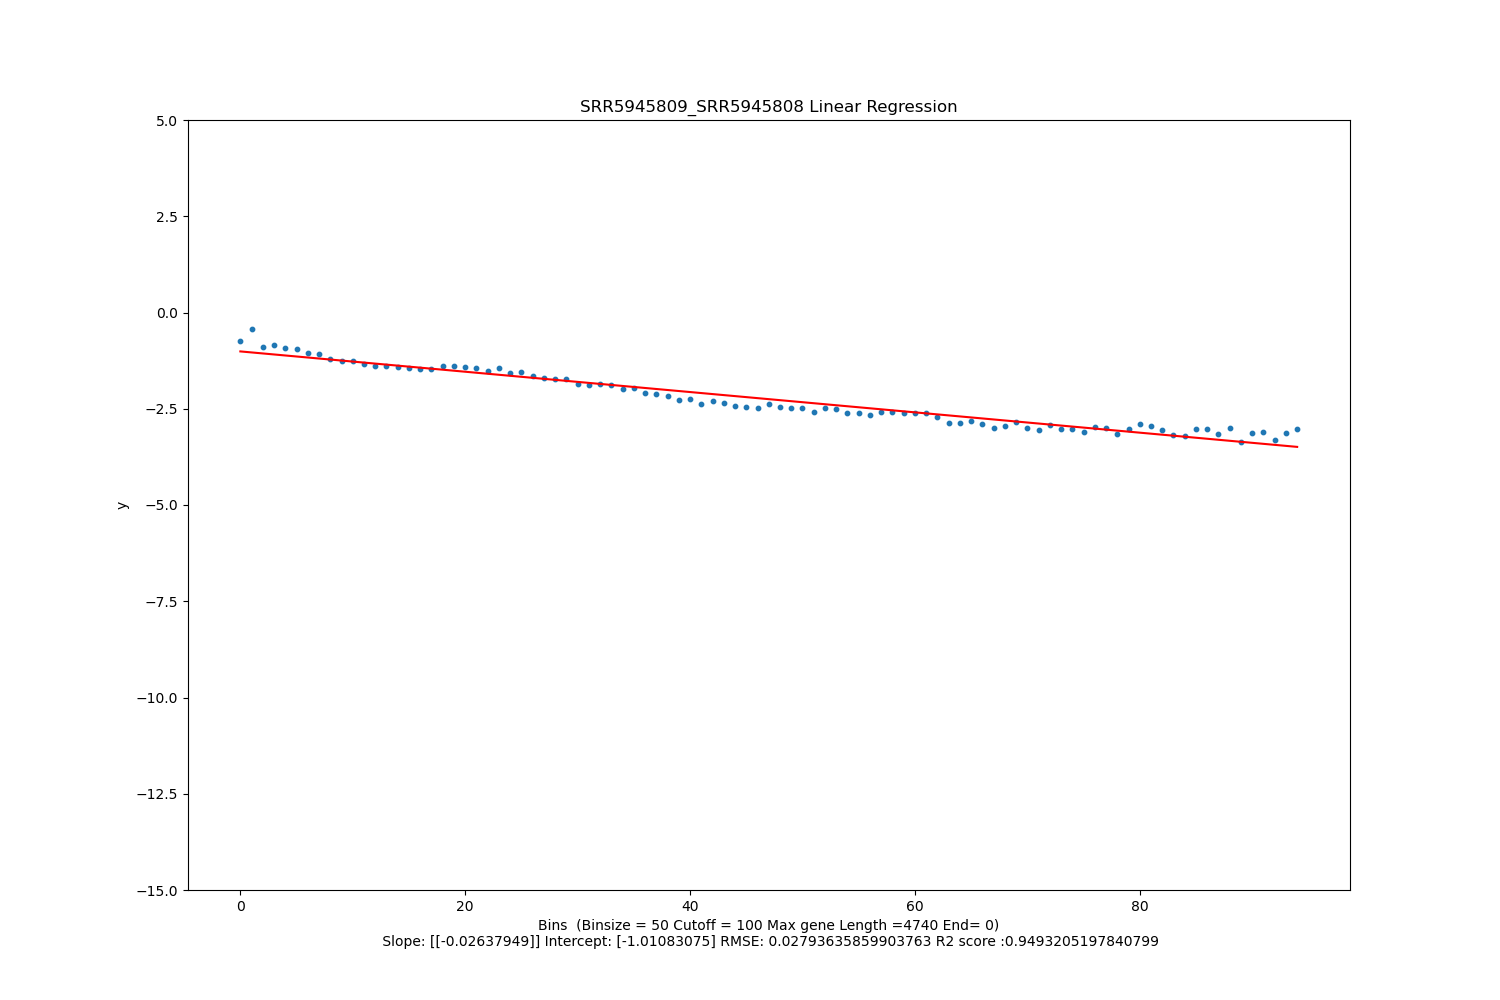 SRR5945809_SRR5945808 Linear Regression
5.0
2.5
0.0
−2.5
−5.0
−7.5
−10.0
−12.5
−15.0
y
0 20 40 60 80
Bins  (Binsize = 50 Cutoff = 100 Max gene Length =4740 End= 0)
Slope: [[-0.02637949]] Intercept: [-1.01083075] RMSE: 0.02793635859903763 R2 score :0.9493205197840799